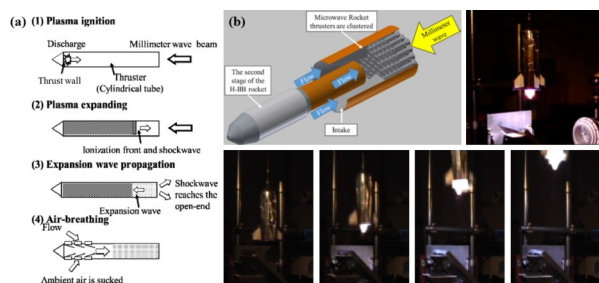 (a)
(1) Plasma ignition
Discharge
Millimeter wave beam
Thrust wall
Thruster
(Cylindrical tube)
(2) Plasma expanding
Ionization front and shockwave
(3) Expansion wave propagation
Shockwave
reaches the
open-end
Expansion wave
(4) Air-breathing
Flow
Ambient air is sucked
(b)
Microwave Rocket
thrusters are clustered
Millimeter
wave
The second
stage of the
H-IIB rocket
Flow
Flow
Flow
Intake